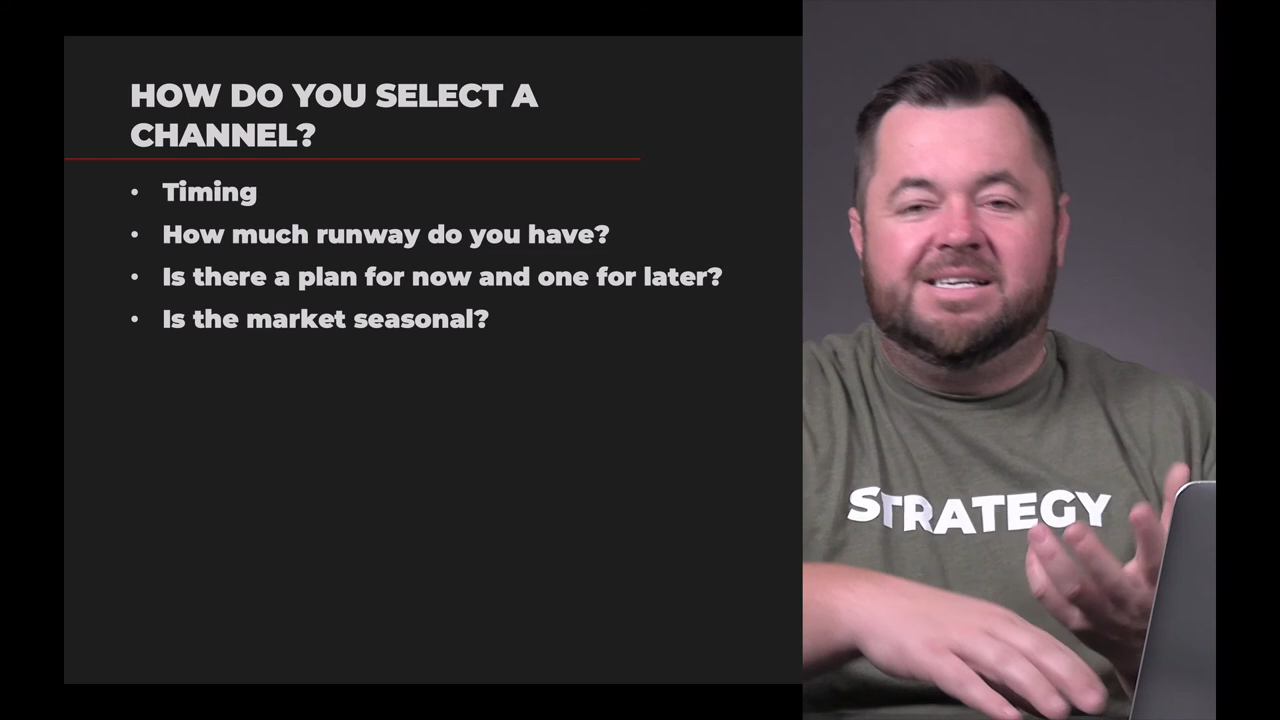 HOW DO YOU SELECT A
CHANNEL?
• Timing
• How much runway do you have?
• Is there a plan for now and one for later?
• Is the market seasonal?
STRATEGY